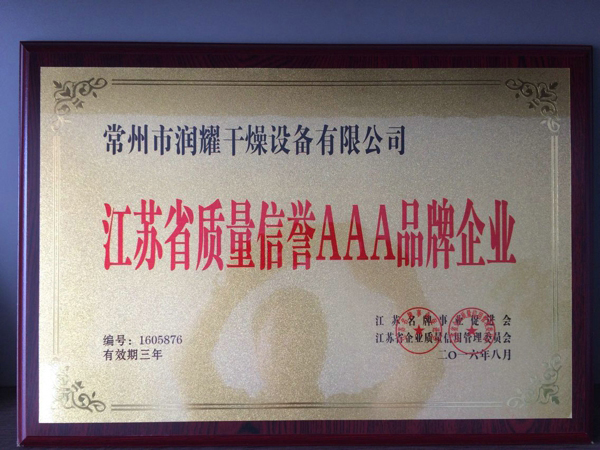 常州市润耀干燥设备有限公司
江苏省质量信誉AAA品牌企业
编号:1605876
有效期三年
江苏名牌事业促进会
江苏省企业质量信用管理委员会
二〇一六年八月